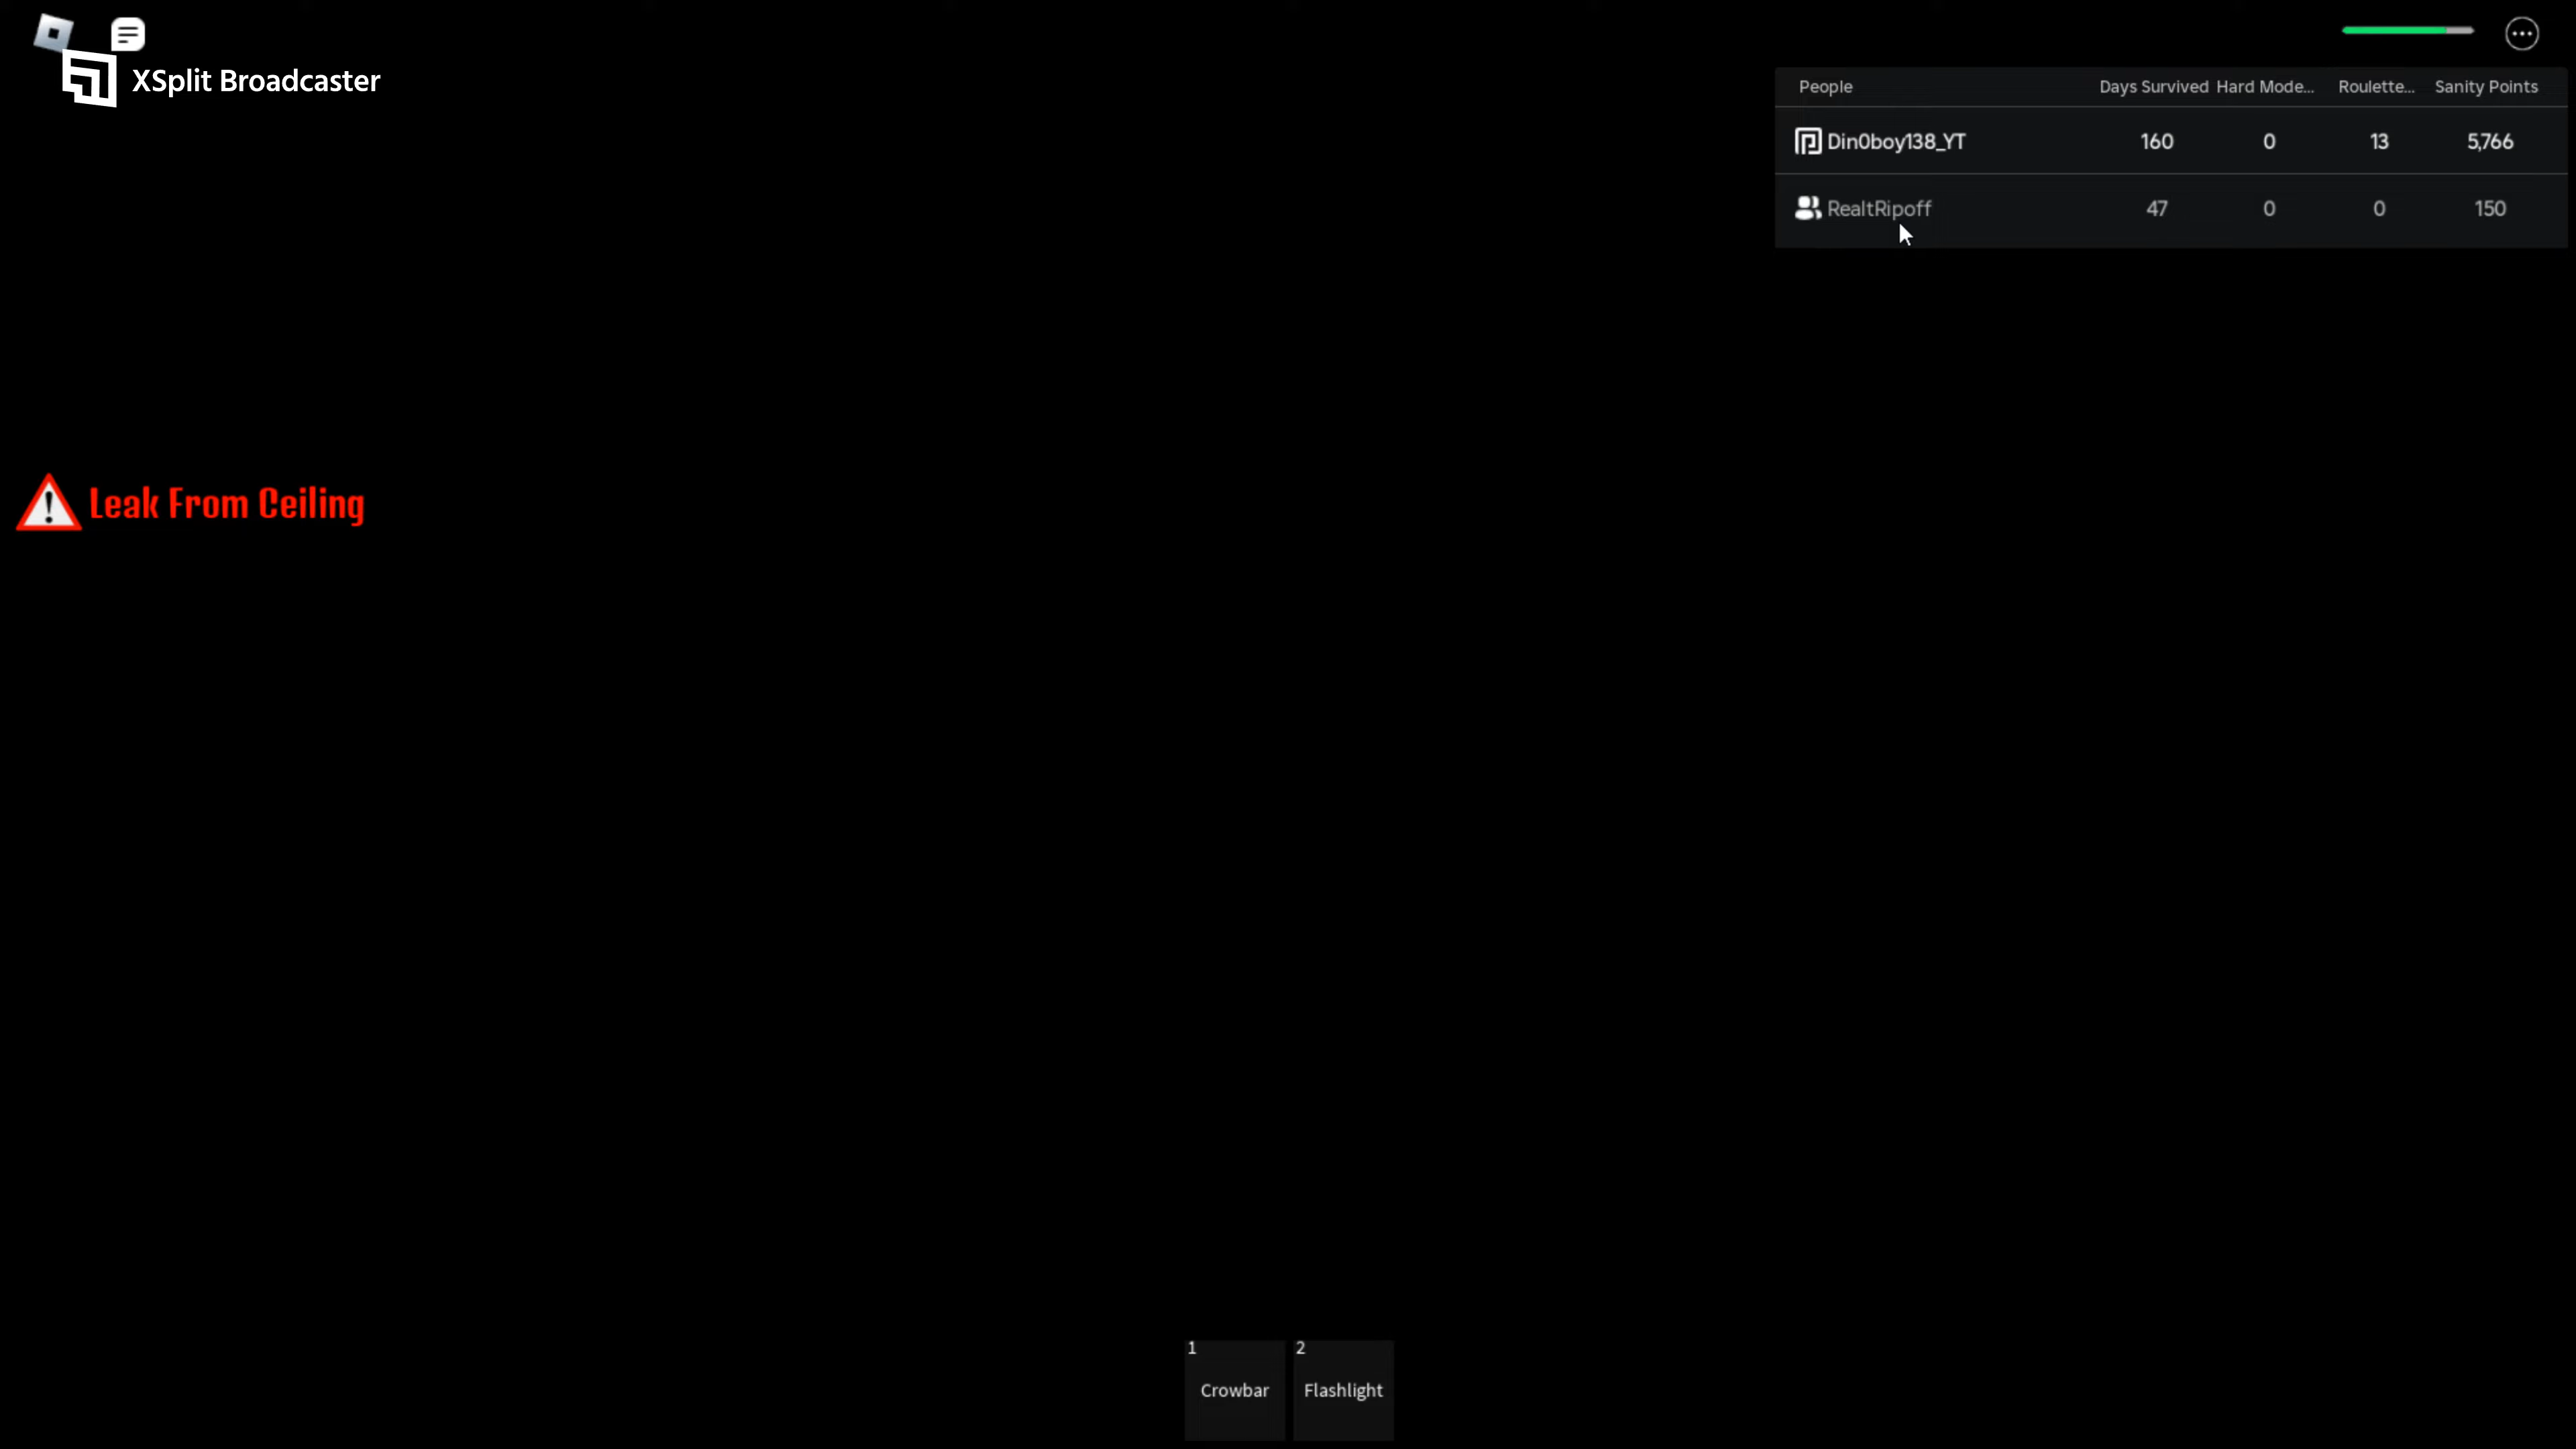 XSplit Broadcaster
People Days Survived Hard Mode... Roulette... Sanity Points
Din0boy138_YT 160 0 13 5,766
RealtRipoff 47 0 0 150
Leak From Ceiling
1 2
Crowbar Flashlight